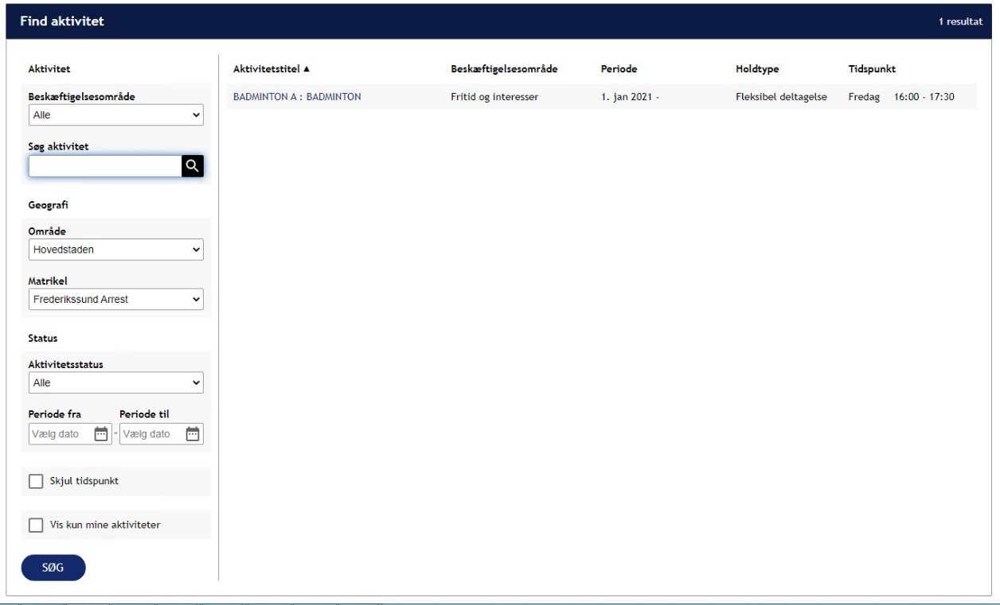 Find aktivitet
1 resultat
Aktivitet
Beskæftigelsesområde
Alle
Søg aktivitet
Geografi
Område
Hovedstaden
Matrikel
Frederikssund Arrest
Status
Aktivitetsstatus
Alle
Periode fra Periode til
Vælg dato - Vælg dato
Skjul tidspunkt
Vis kun mine aktiviteter
SØG
Aktivitetstitel ▲ Beskæftigelsesområde Periode Holdtype Tidspunkt
BADMINTON A : BADMINTON Fritid og interesser 1. jan 2021 - Fleksibel deltagelse Fredag 16:00 - 17:30